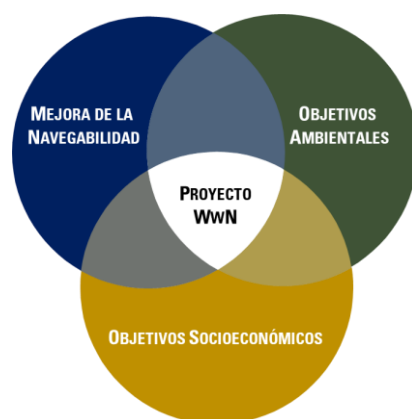 MEJORA DE LA
NAVEGABILIDAD
OBJETIVOS
AMBIENTALES
PROYECTO
WWN
OBJETIVOS SOCIOECONÓMICOS